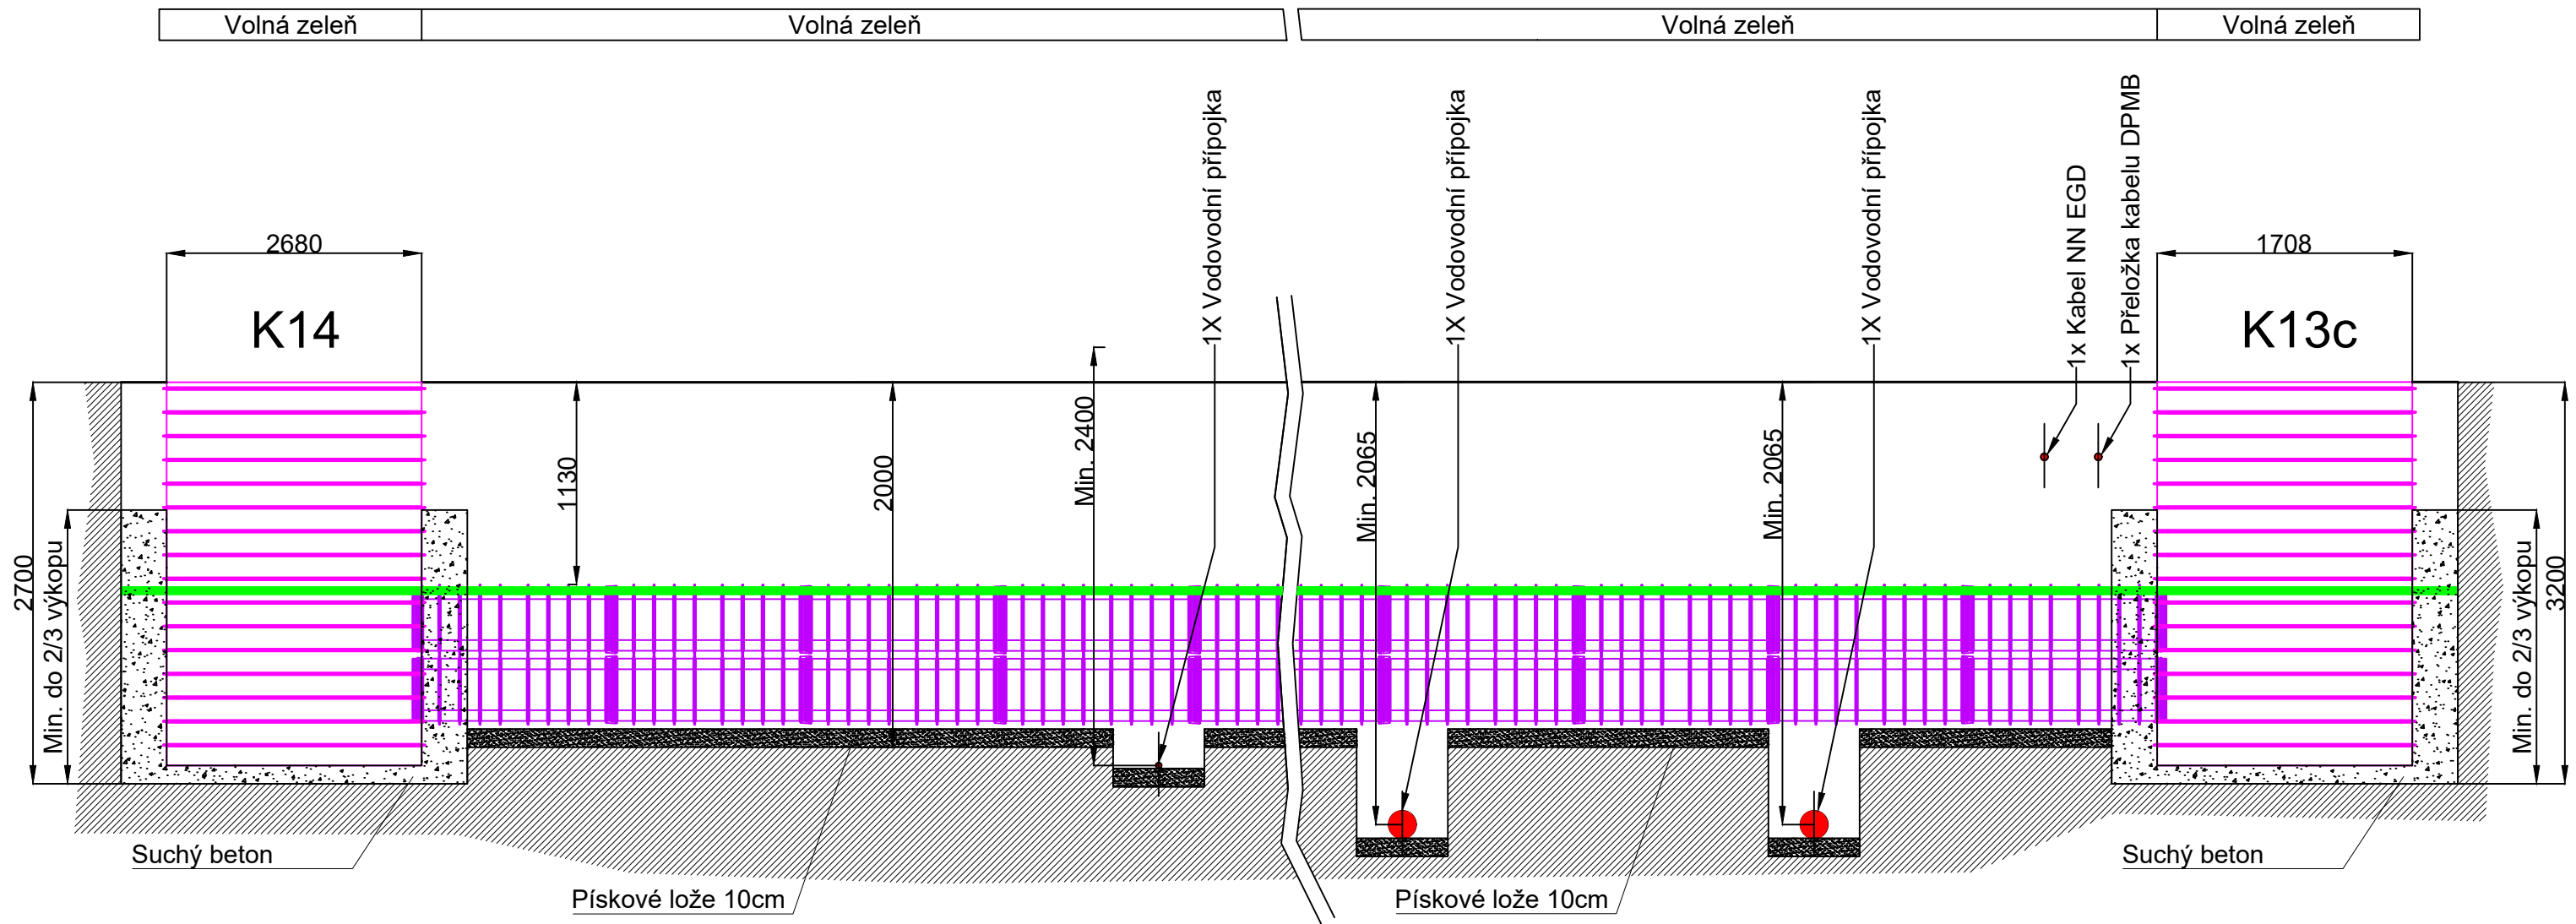 Volná zeleň
Volná zeleň
Volná zeleň
Volná zeleň
1X Vodovodní přípojka
1X Vodovodní přípojka
1X Vodovodní přípojka
1x Kabel NN EGD
1x Přeložka kabelu DPMB
2680
1708
K14
K13c
2700
Min. do 2/3 výkopu
1130
2000
Min. 2400
Min. 2065
Min. 2065
Min. do 2/3 výkopu
3200
Suchý beton
Suchý beton
Pískové lože 10cm
Pískové lože 10cm